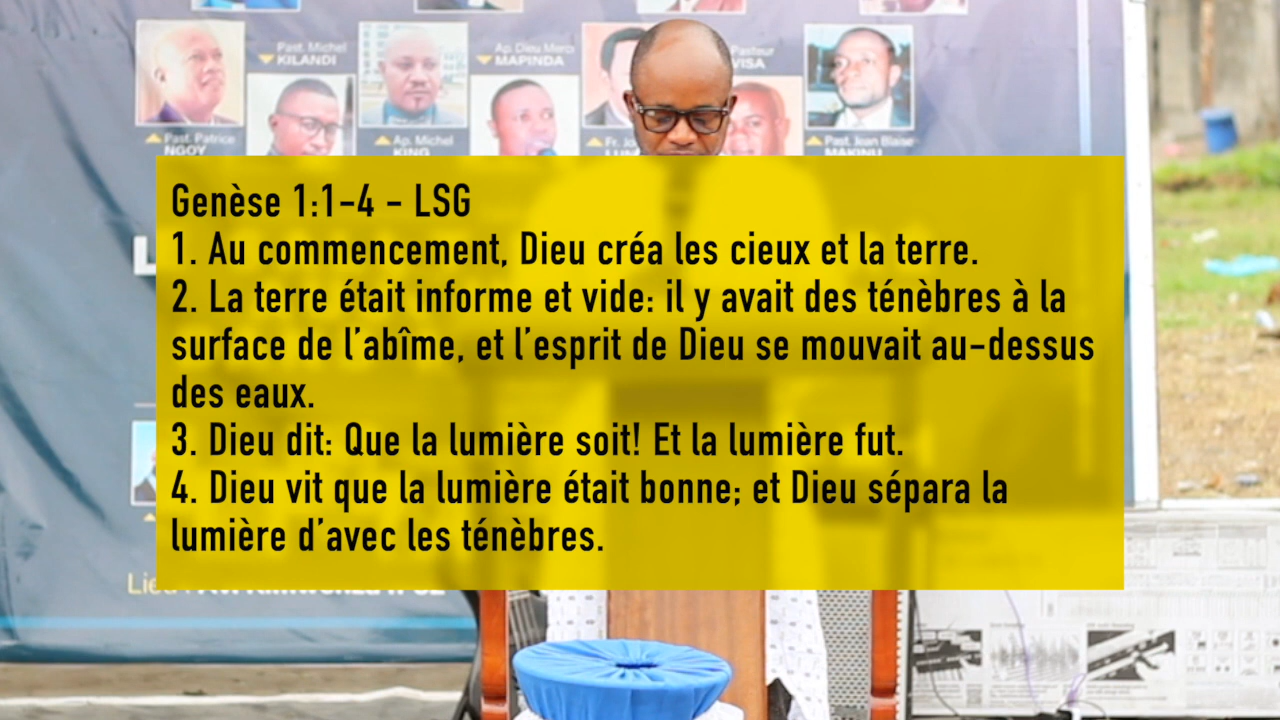 Past. Michel
KILANDI
Ap. Dieu Merci
MAPINDA
Pasteur
Past. Patrice
NGOY
Ap. Michel
KING
Past. Jean Blaise
MAKINU
Genèse 1:1-4 - LSG
1. Au commencement, Dieu créa les cieux et la terre.
2. La terre était informe et vide: il y avait des ténèbres à la
surface de l'abîme, et l'esprit de Dieu se mouvait au-dessus
des eaux.
3. Dieu dit: Que la lumière soit! Et la lumière fut.
4. Dieu vit que la lumière était bonne; et Dieu sépara la
lumière d'avec les ténèbres.